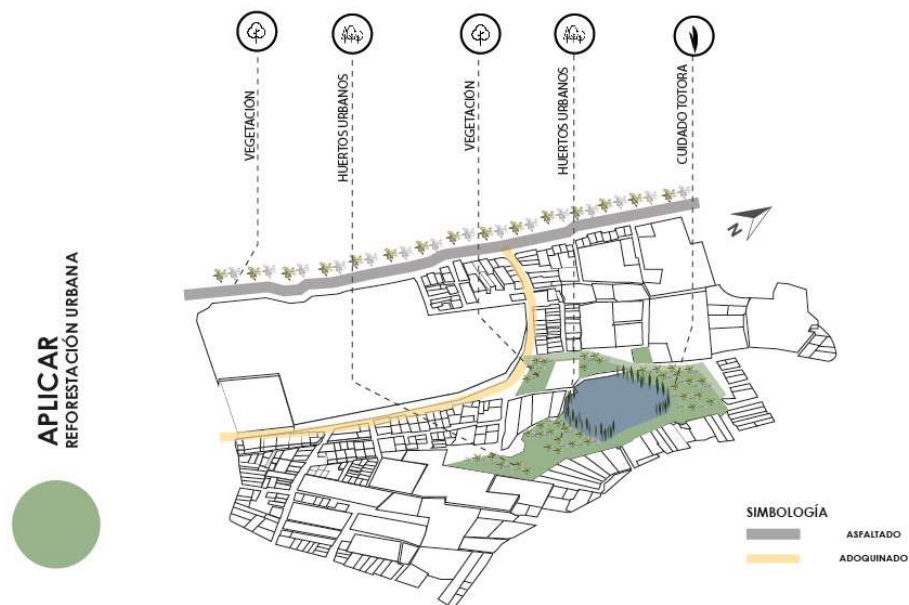 VEGETACIÓN
HUERTOS URBANOS
VEGETACIÓN
HUERTOS URBANOS
CUIDADO TOTORA
N
APLICAR
REFORESTACIÓN URBANA
SIMBOLOGÍA
ASFALTADO
ADOQUINADO